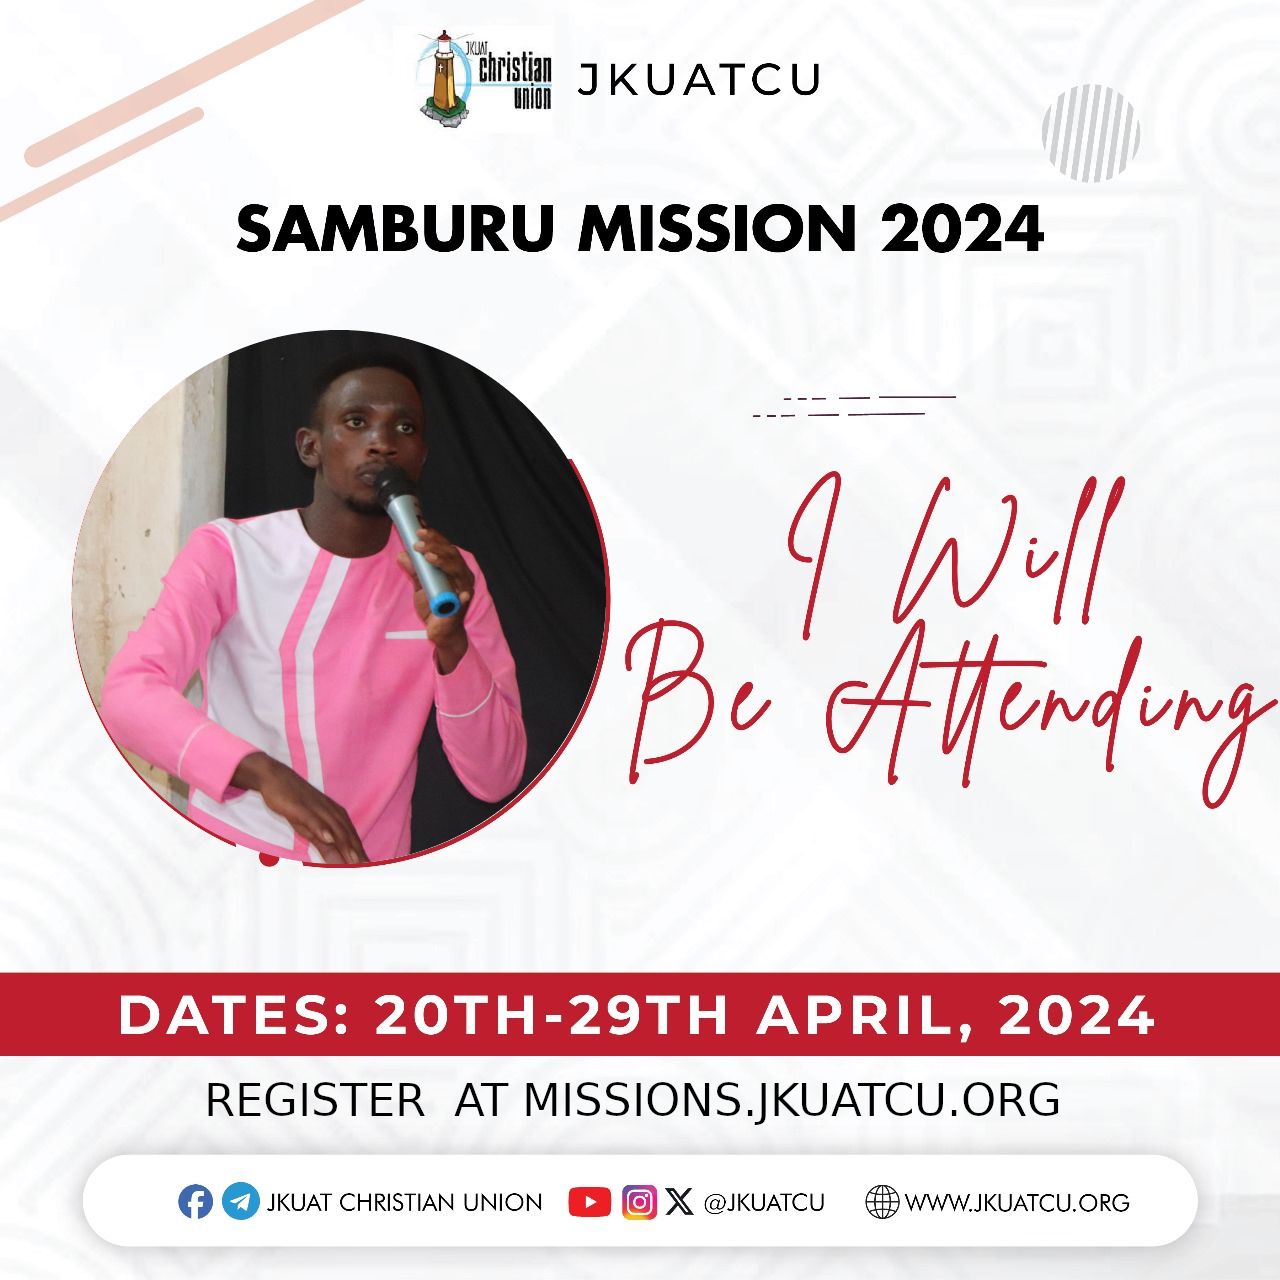 JKUAT
christian
union
JKUATCU
SAMBURU MISSION 2024
I Will
Be Attending
DATES: 20TH-29TH APRIL, 2024
REGISTER AT MISSIONS.JKUATCU.ORG
JKUAT CHRISTIAN UNION @JKUATCU WWW.JKUATCU.ORG